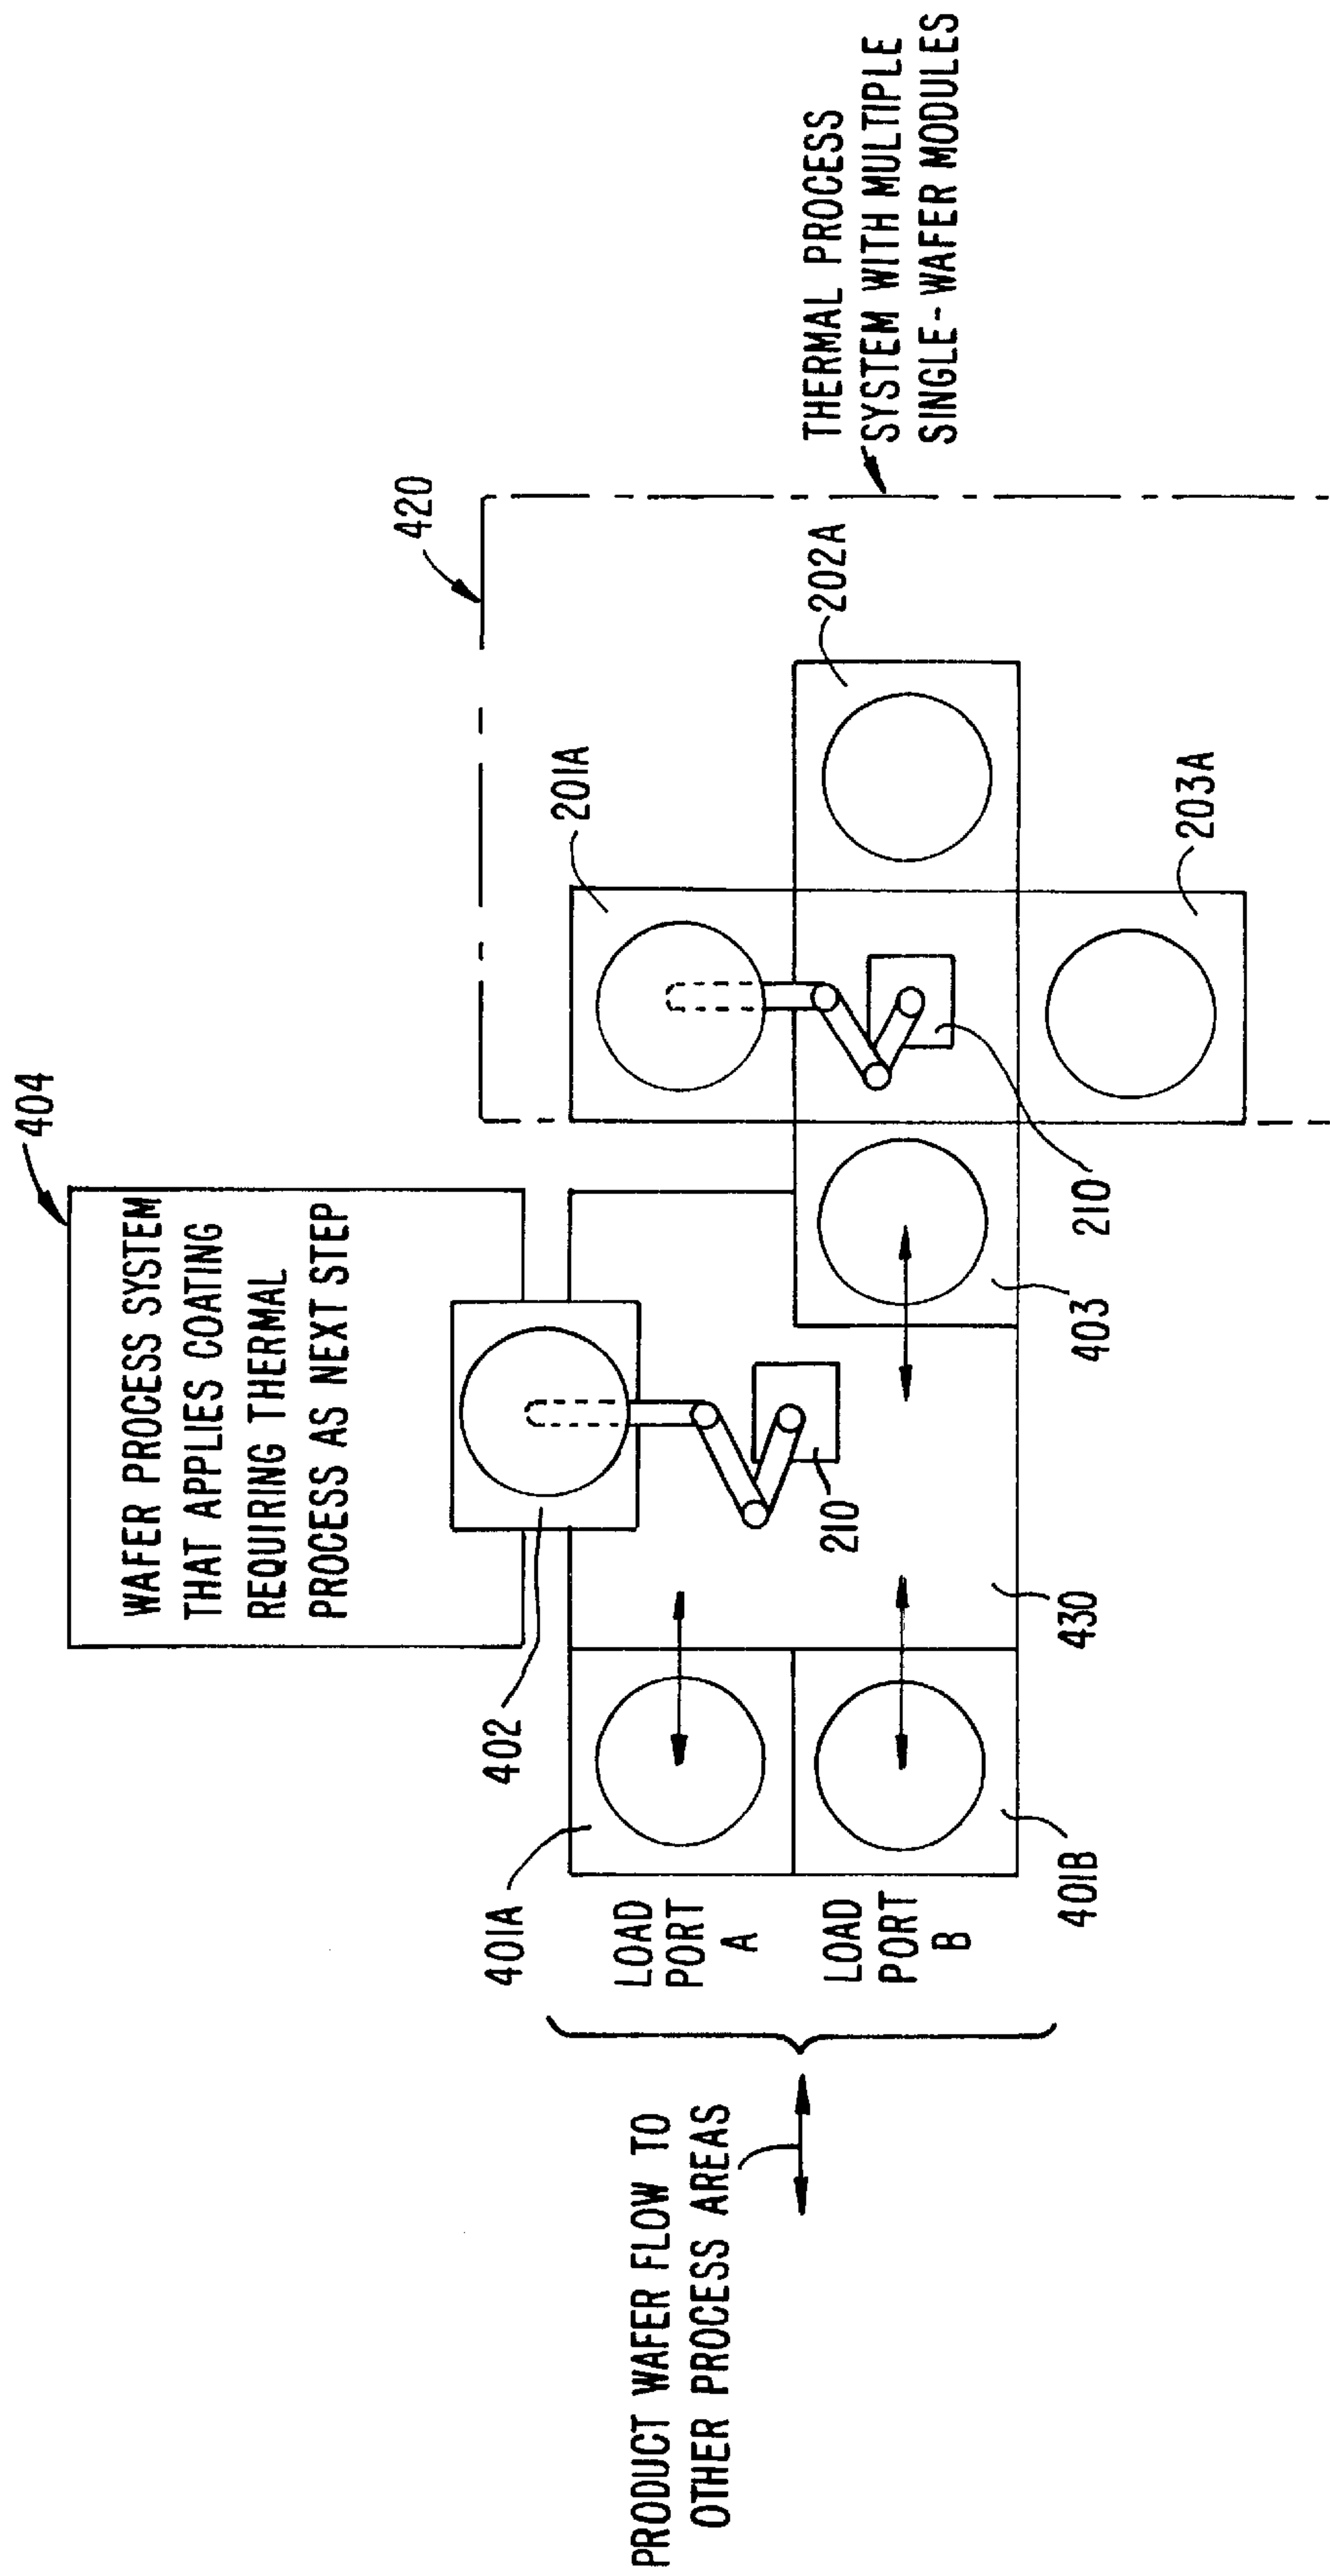 404
WAFER PROCESS SYSTEM
THAT APPLIES COATING
REQUIRING THERMAL
PROCESS AS NEXT STEP
420
402
201A
202A
THERMAL PROCESS
SYSTEM WITH MULTIPLE
SINGLE-WAFER MODULES
401A
LOAD
PORT
A
LOAD
PORT
B
210
210
203A
401B
430
403
PRODUCT WAFER FLOW TO
OTHER PROCESS AREAS